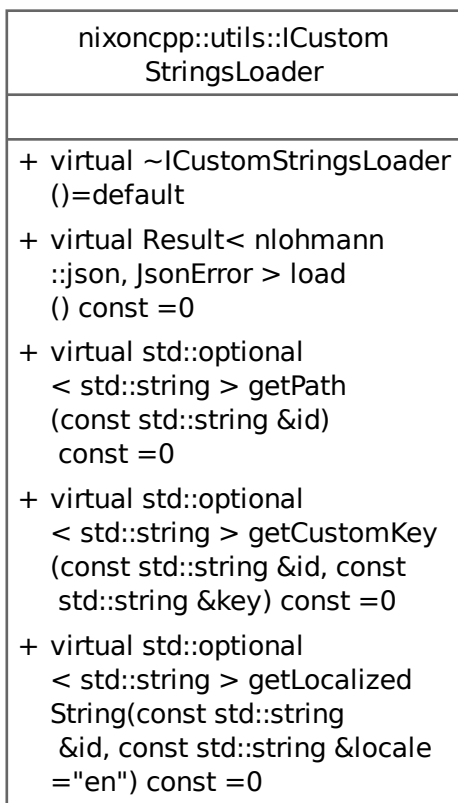 nixoncpp::utils::ICustom
StringsLoader
+ virtual ~ICustomStringsLoader
()=default
+ virtual Result< nlohmann
::json, JsonError > load
() const =0
+ virtual std::optional
< std::string > getPath
(const std::string &id)
const =0
+ virtual std::optional
< std::string > getCustomKey
(const std::string &id, const
std::string &key) const =0
+ virtual std::optional
< std::string > getLocalized
String(const std::string
&id, const std::string &locale
="en") const =0